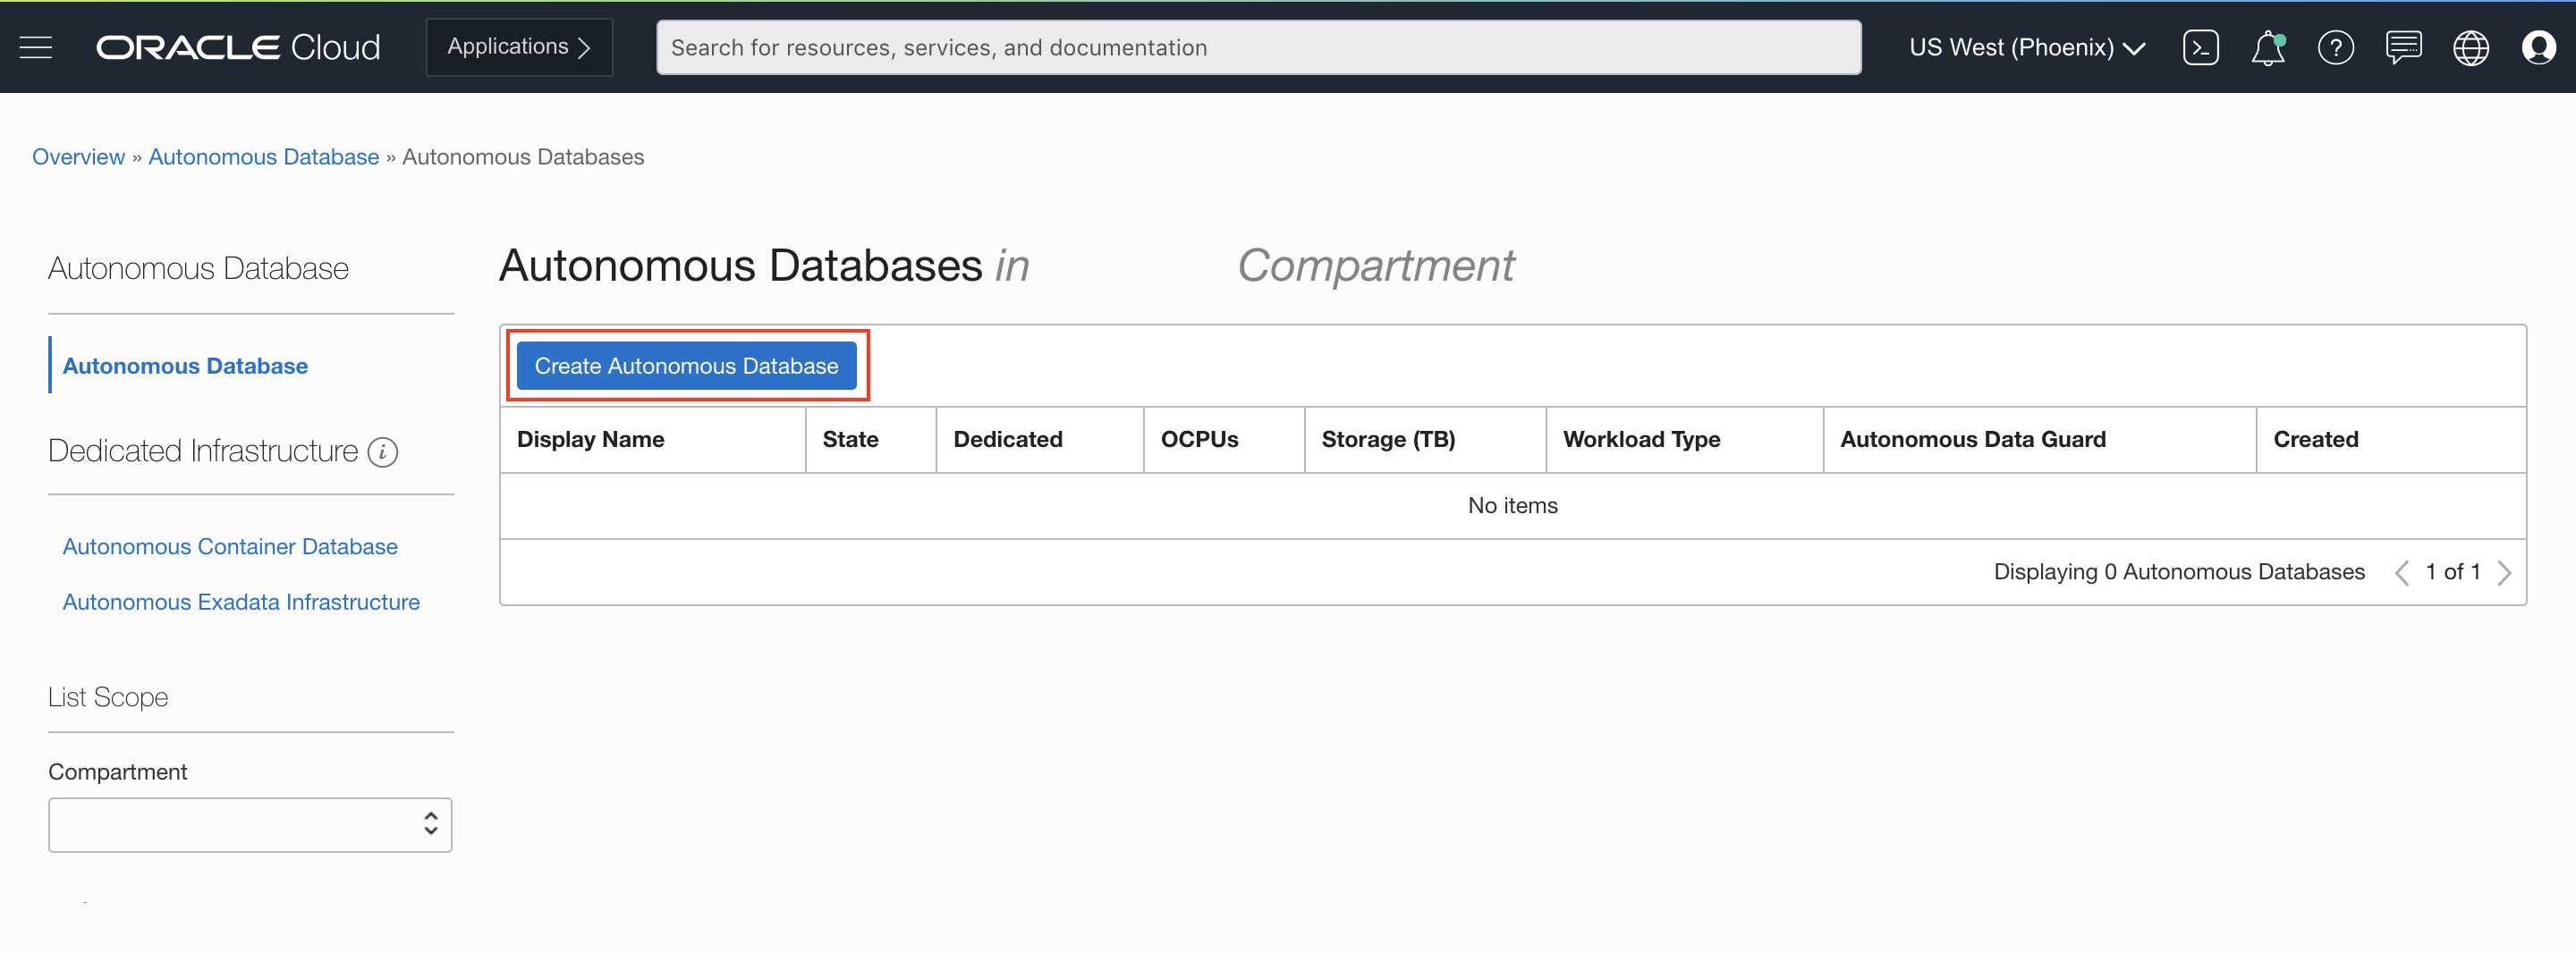 ORACLE Cloud
Applications
Search for resources, services, and documentation
US West (Phoenix)
Overview » Autonomous Database » Autonomous Databases
Autonomous Database
Autonomous Database
Dedicated Infrastructure
Autonomous Container Database
Autonomous Exadata Infrastructure
List Scope
Compartment
Autonomous Databases in Compartment
Create Autonomous Database
Display Name State Dedicated OCPUs Storage (TB) Workload Type Autonomous Data Guard Created
No items
Displaying 0 Autonomous Databases 1 of 1